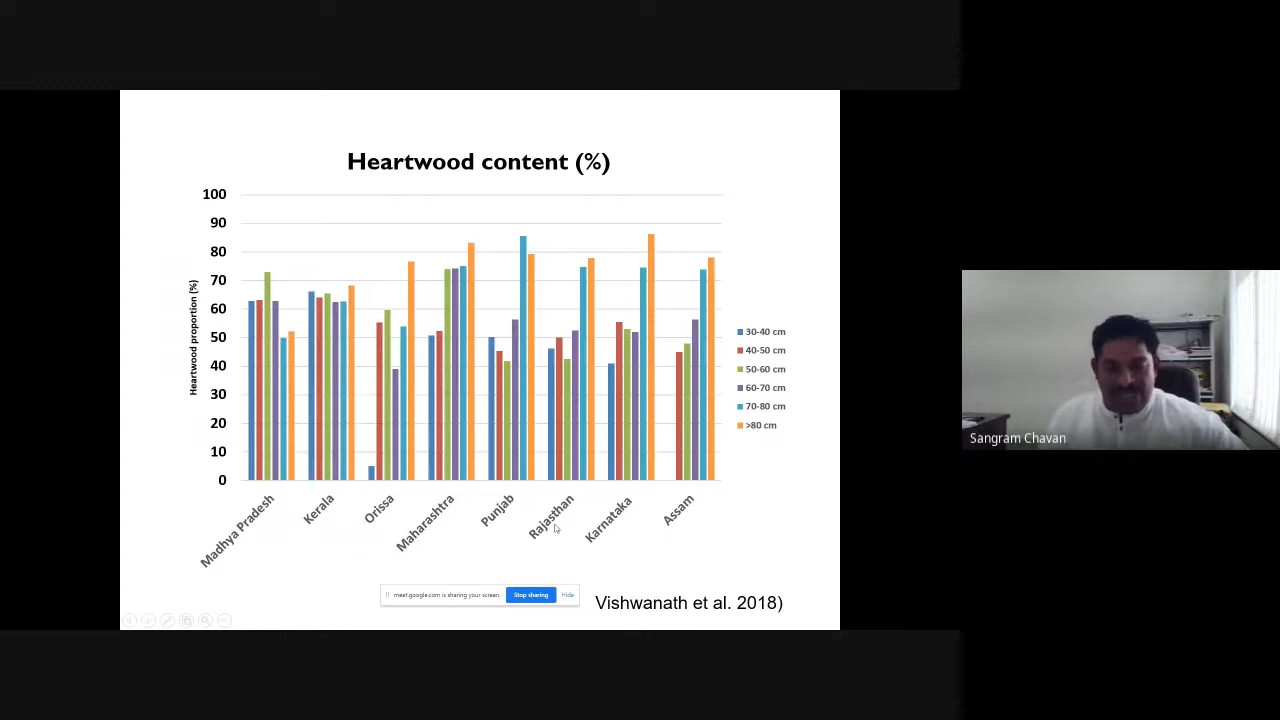 Heartwood content (%)
Heartwood proportion (%)
100
90
80
70
60
50
40
30
20
10
0
Madhya Pradesh
Kerala
Orissa
Maharashtra
Punjab
Rajasthan
Karnataka
Assam
30-40 cm
40-50 cm
50-60 cm
60-70 cm
70-80 cm
>80 cm
meet.google.com is sharing your screen. Stop sharing Hide
Vishwanath et al. 2018)
Sangram Chavan